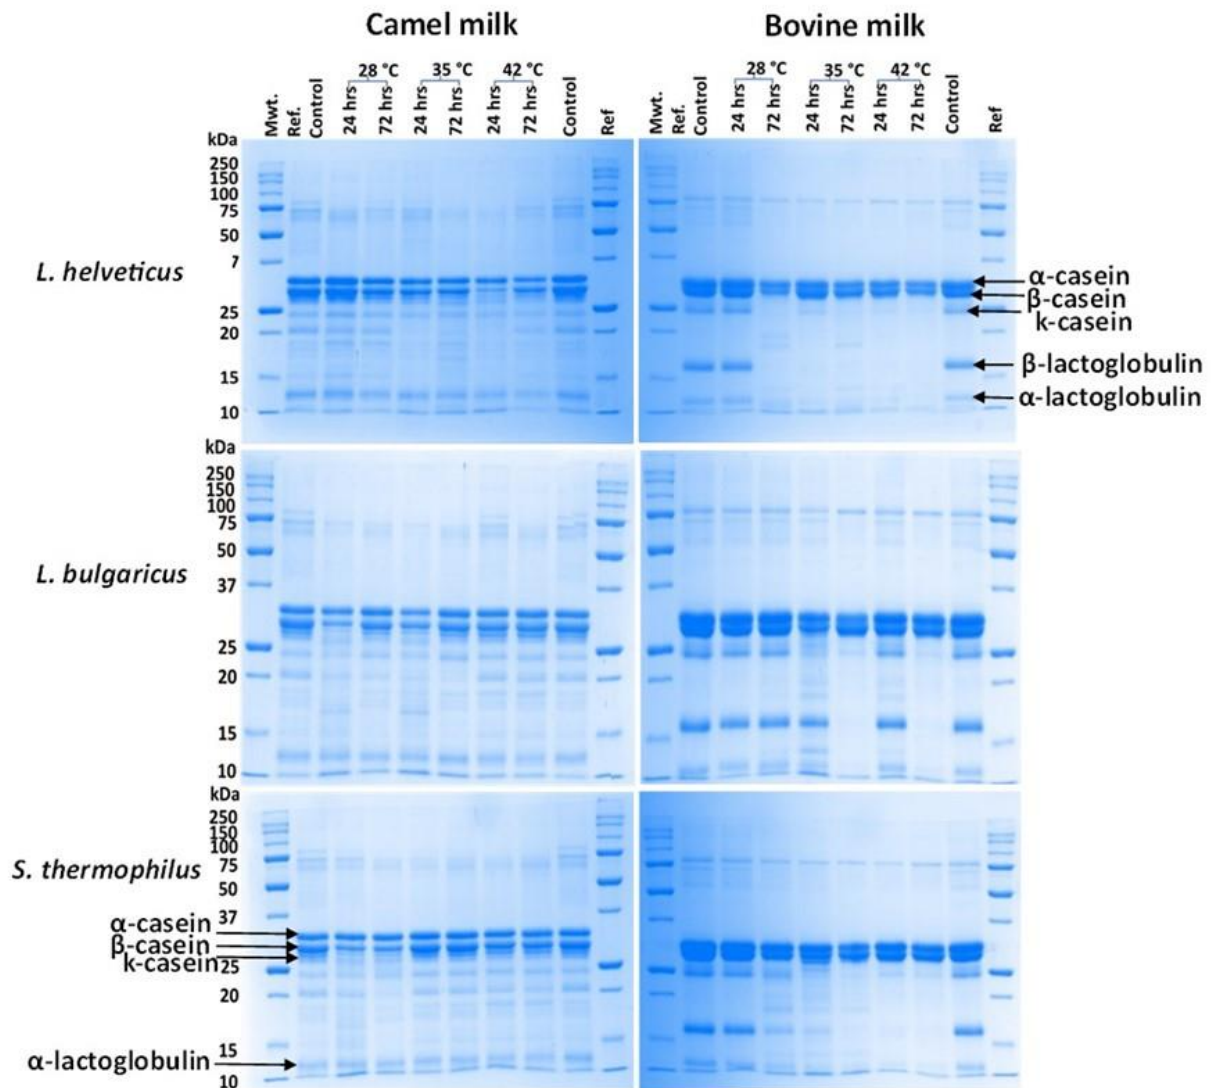 Camel milk
Bovine milk
28 °C 35 °C 42 °C
28 °C 35 °C 42 °C
Mwt. Ref. Control 24 hrs 72 hrs 24 hrs 72 hrs 24 hrs 72 hrs Control Ref
Mwt. Ref. Control 24 hrs 72 hrs 24 hrs 72 hrs 24 hrs 72 hrs Control Ref
kDa
250
150
100
75
50
7
25
20
15
10
L. helveticus
α-casein
β-casein
k-casein
β-lactoglobulin
α-lactoglobulin
kDa
250
150
100
75
50
37
25
20
15
10
L. bulgaricus
kDa
250
150
100
75
50
37
25
20
15
10
S. thermophilus
α-casein
β-casein
k-casein
α-lactoglobulin